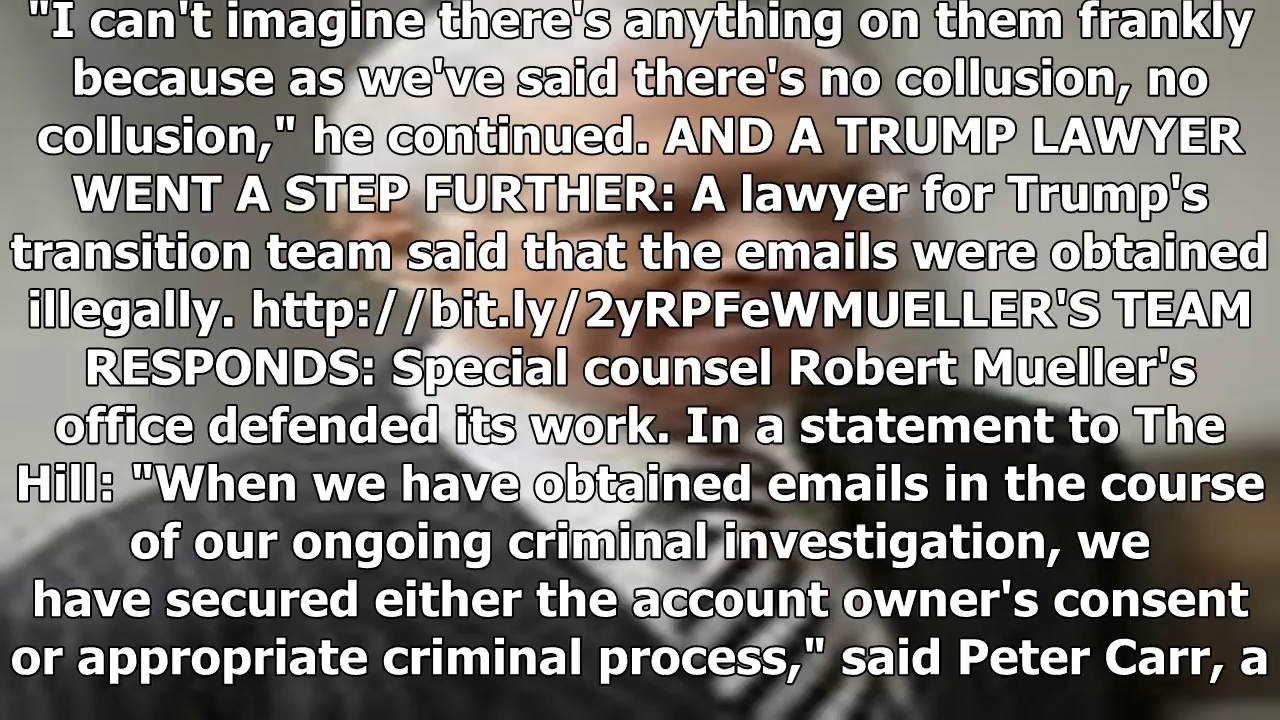 "I can't imagine there's anything on them frankly
because as we've said there's no collusion, no
collusion," he continued. AND A TRUMP LAWYER
WENT A STEP FURTHER: A lawyer for Trump's
transition team said that the emails were obtained
illegally. http://bit.ly/2yRPFeWMUELLER'S TEAM
RESPONDS: Special counsel Robert Mueller's
office defended its work. In a statement to The
Hill: "When we have obtained emails in the course
of our ongoing criminal investigation, we
have secured either the account owner's consent
or appropriate criminal process," said Peter Carr, a